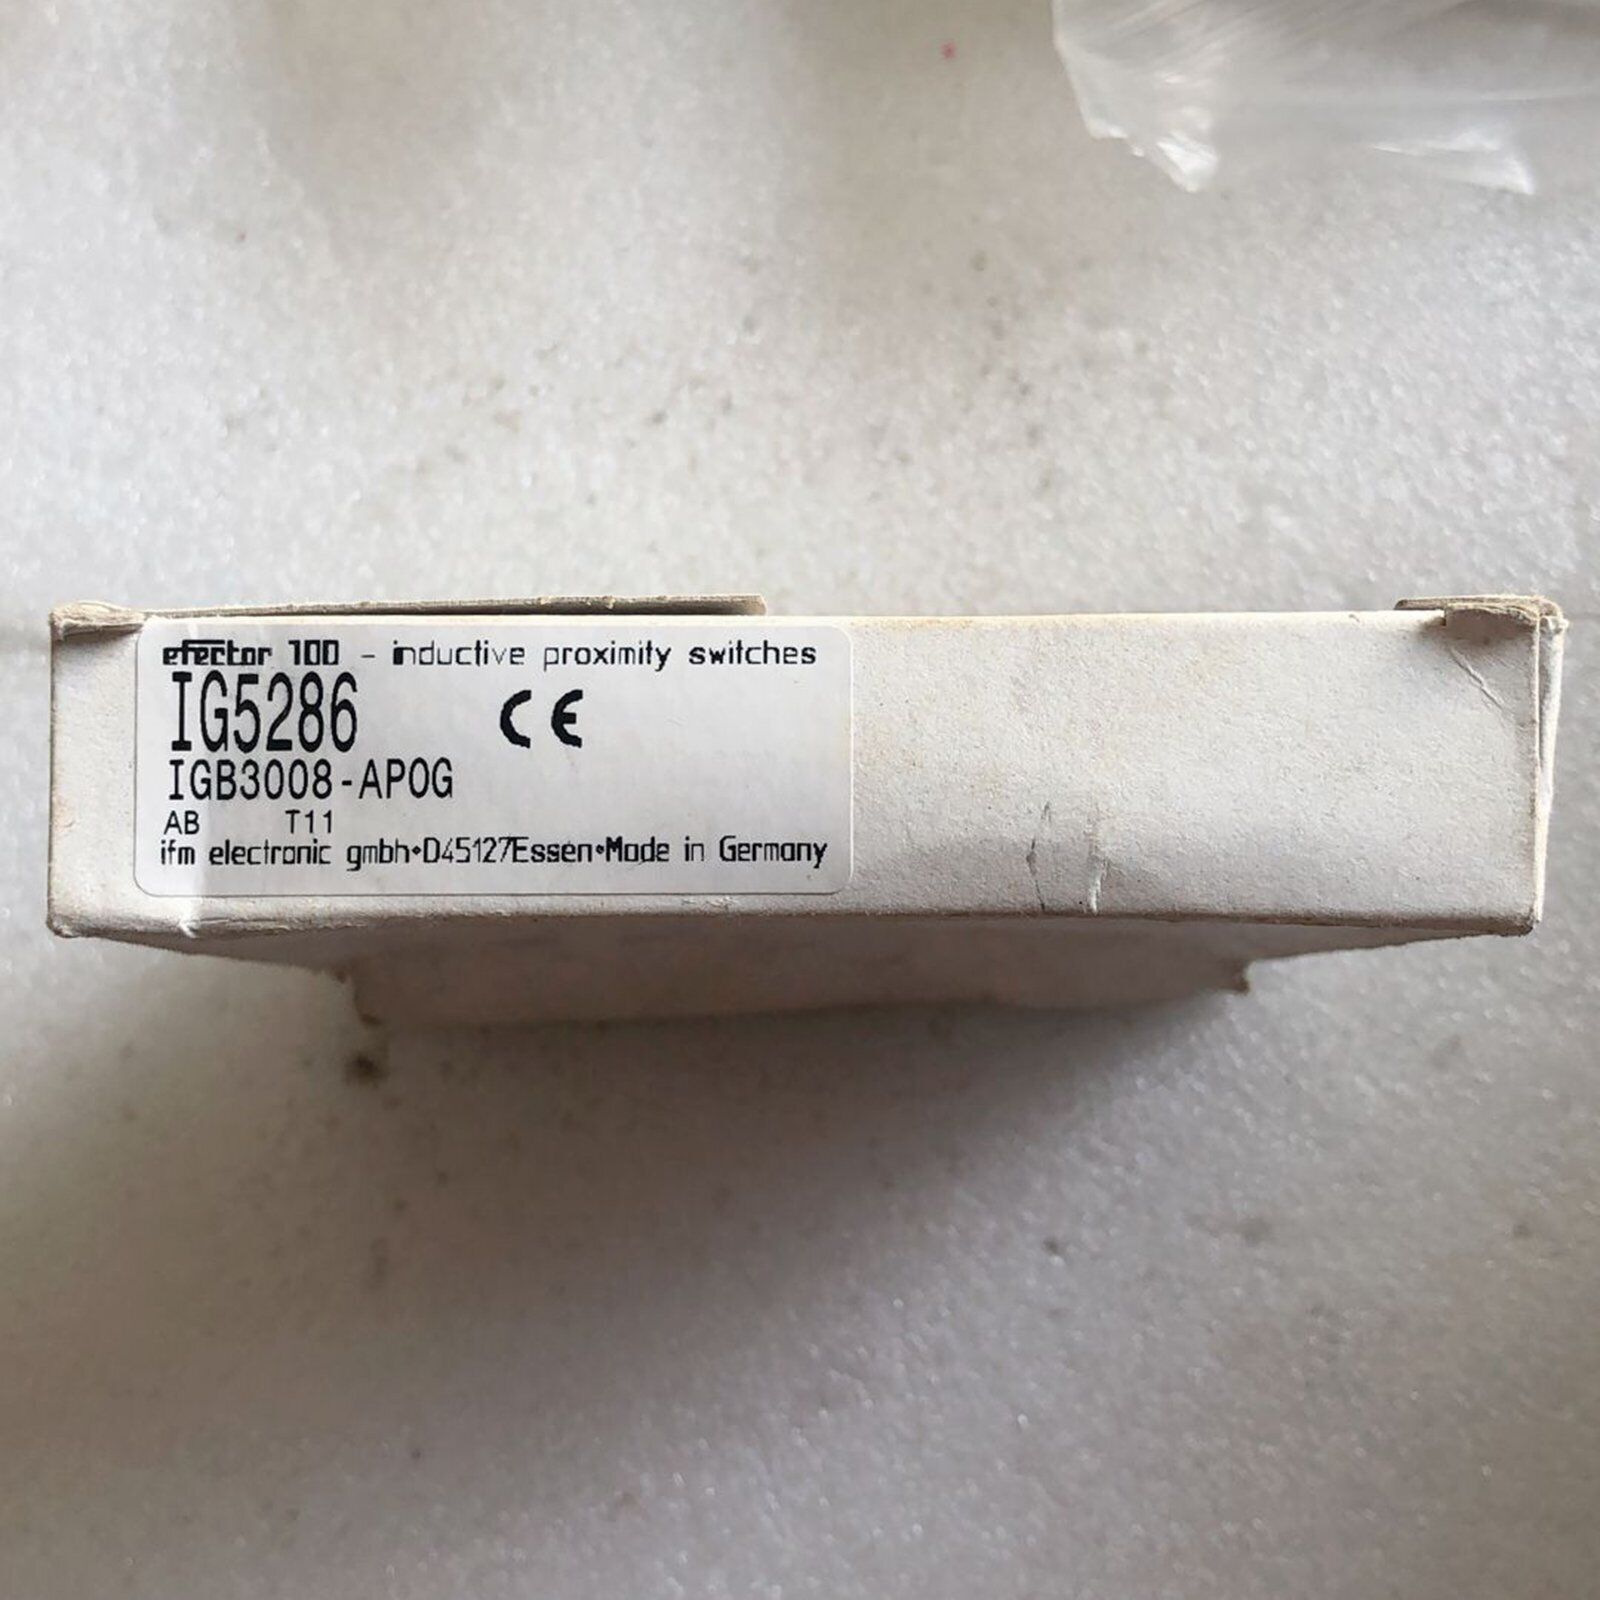 efector 100 - inductive proximity switches
IG5286 CE
IGB3008-APOG
AB T11
ifm electronic gmbh•D45127Essen•Made in Germany